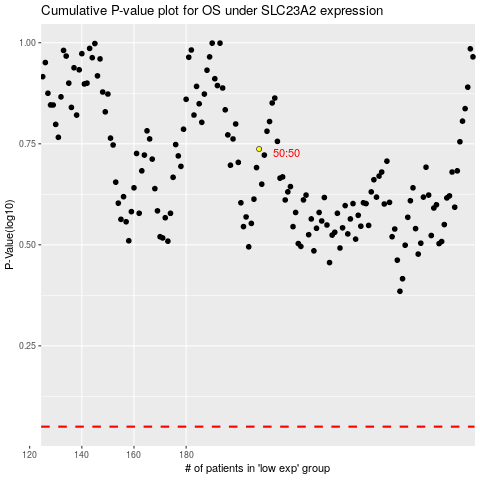 Cumulative P-value plot for OS under SLC23A2 expression
P-Value(log10)
1.00
0.75
0.50
0.25
50:50
120 140 160 180
# of patients in 'low exp' group